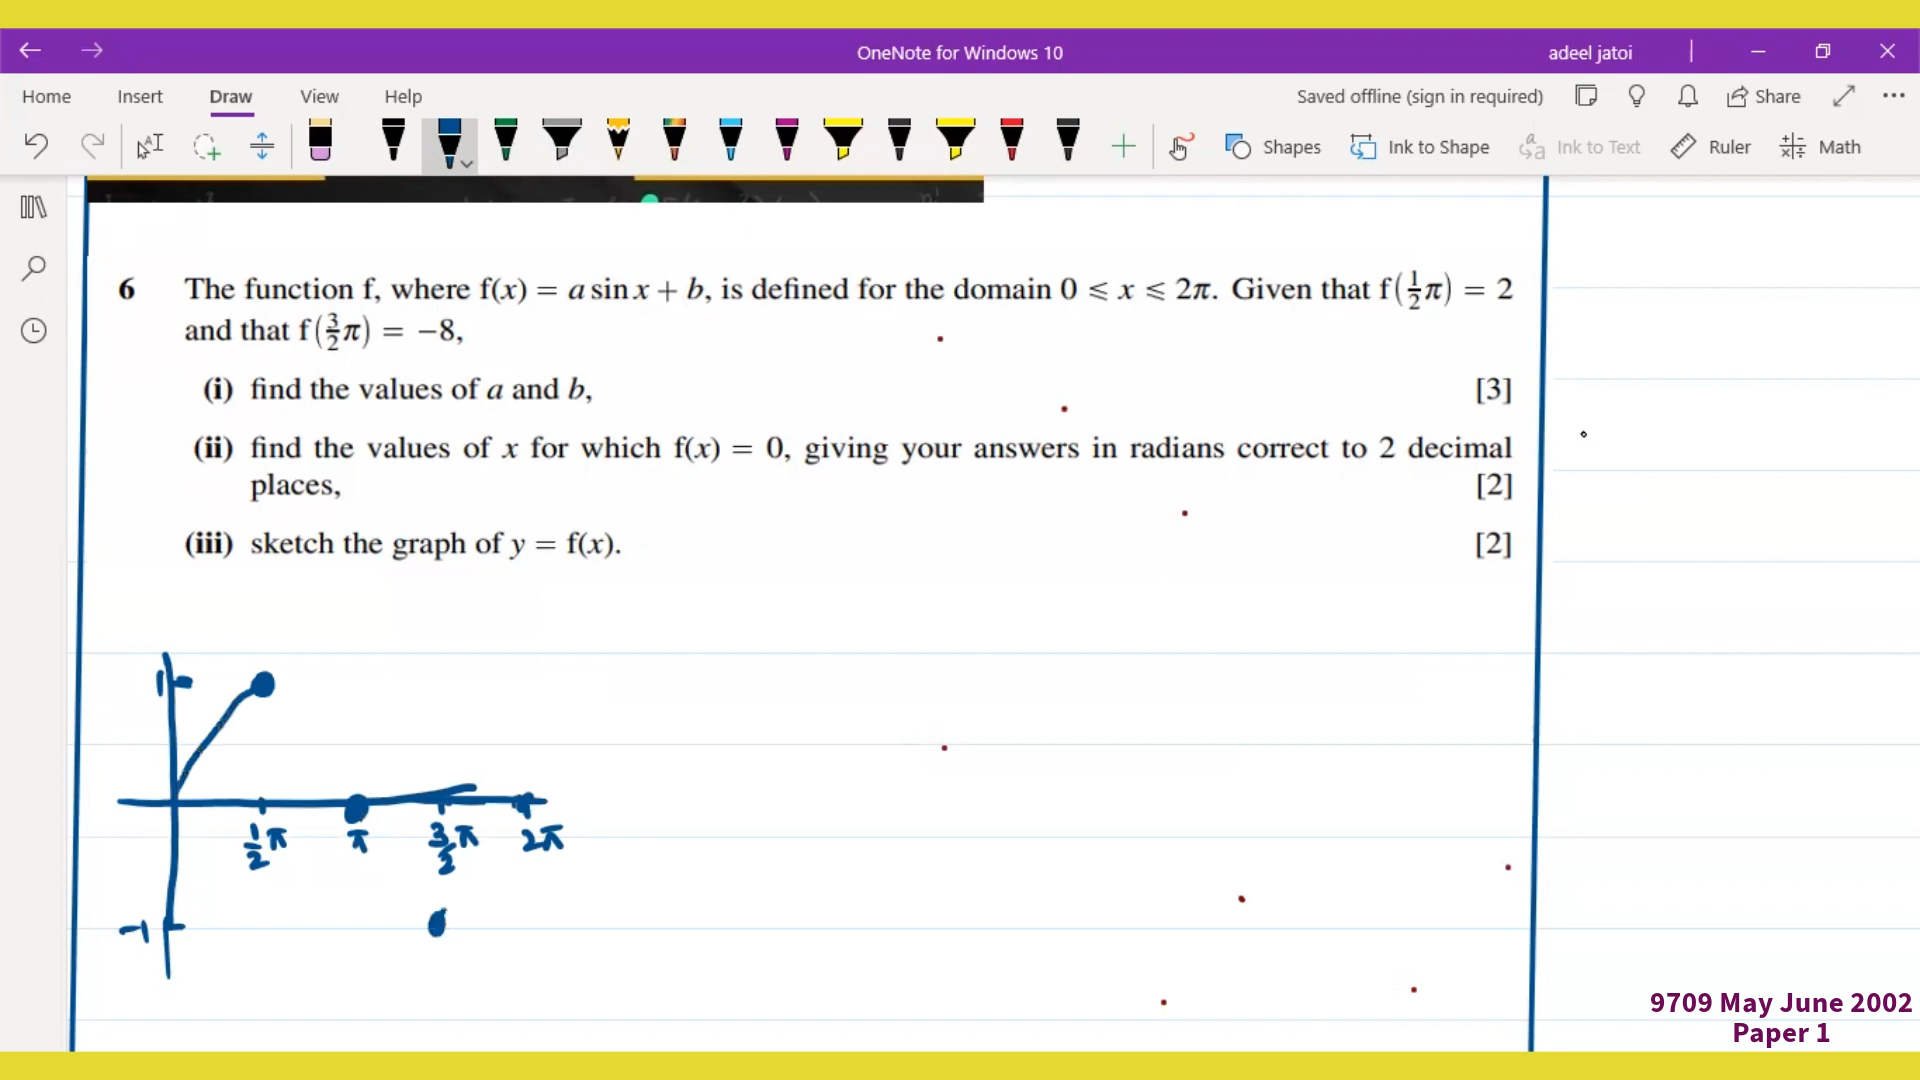 OneNote for Windows 10
adeel jatoi
Home Insert Draw View Help
Saved offline (sign in required)
Share
Shapes
Ink to Shape
Ink to Text
Ruler
Math
6 The function f, where f(x) = a sin x + b, is defined for the domain 0 ⩽ x ⩽ 2π. Given that f(½π) = 2
and that f(3/2 π) = −8,
(i) find the values of a and b, [3]
(ii) find the values of x for which f(x) = 0, giving your answers in radians correct to 2 decimal
places, [2]
(iii) sketch the graph of y = f(x). [2]
1
½π π 3/2 π 2π
-1
9709 May June 2002
Paper 1